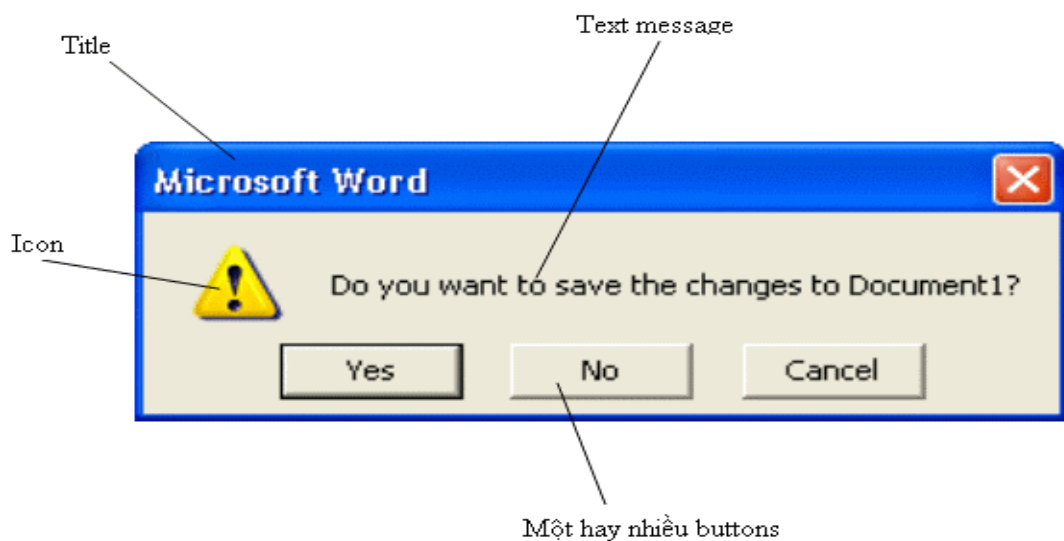 Text message
Title
Microsoft Word
Icon
Do you want to save the changes to Document1?
Yes No Cancel
Một hay nhiều buttons